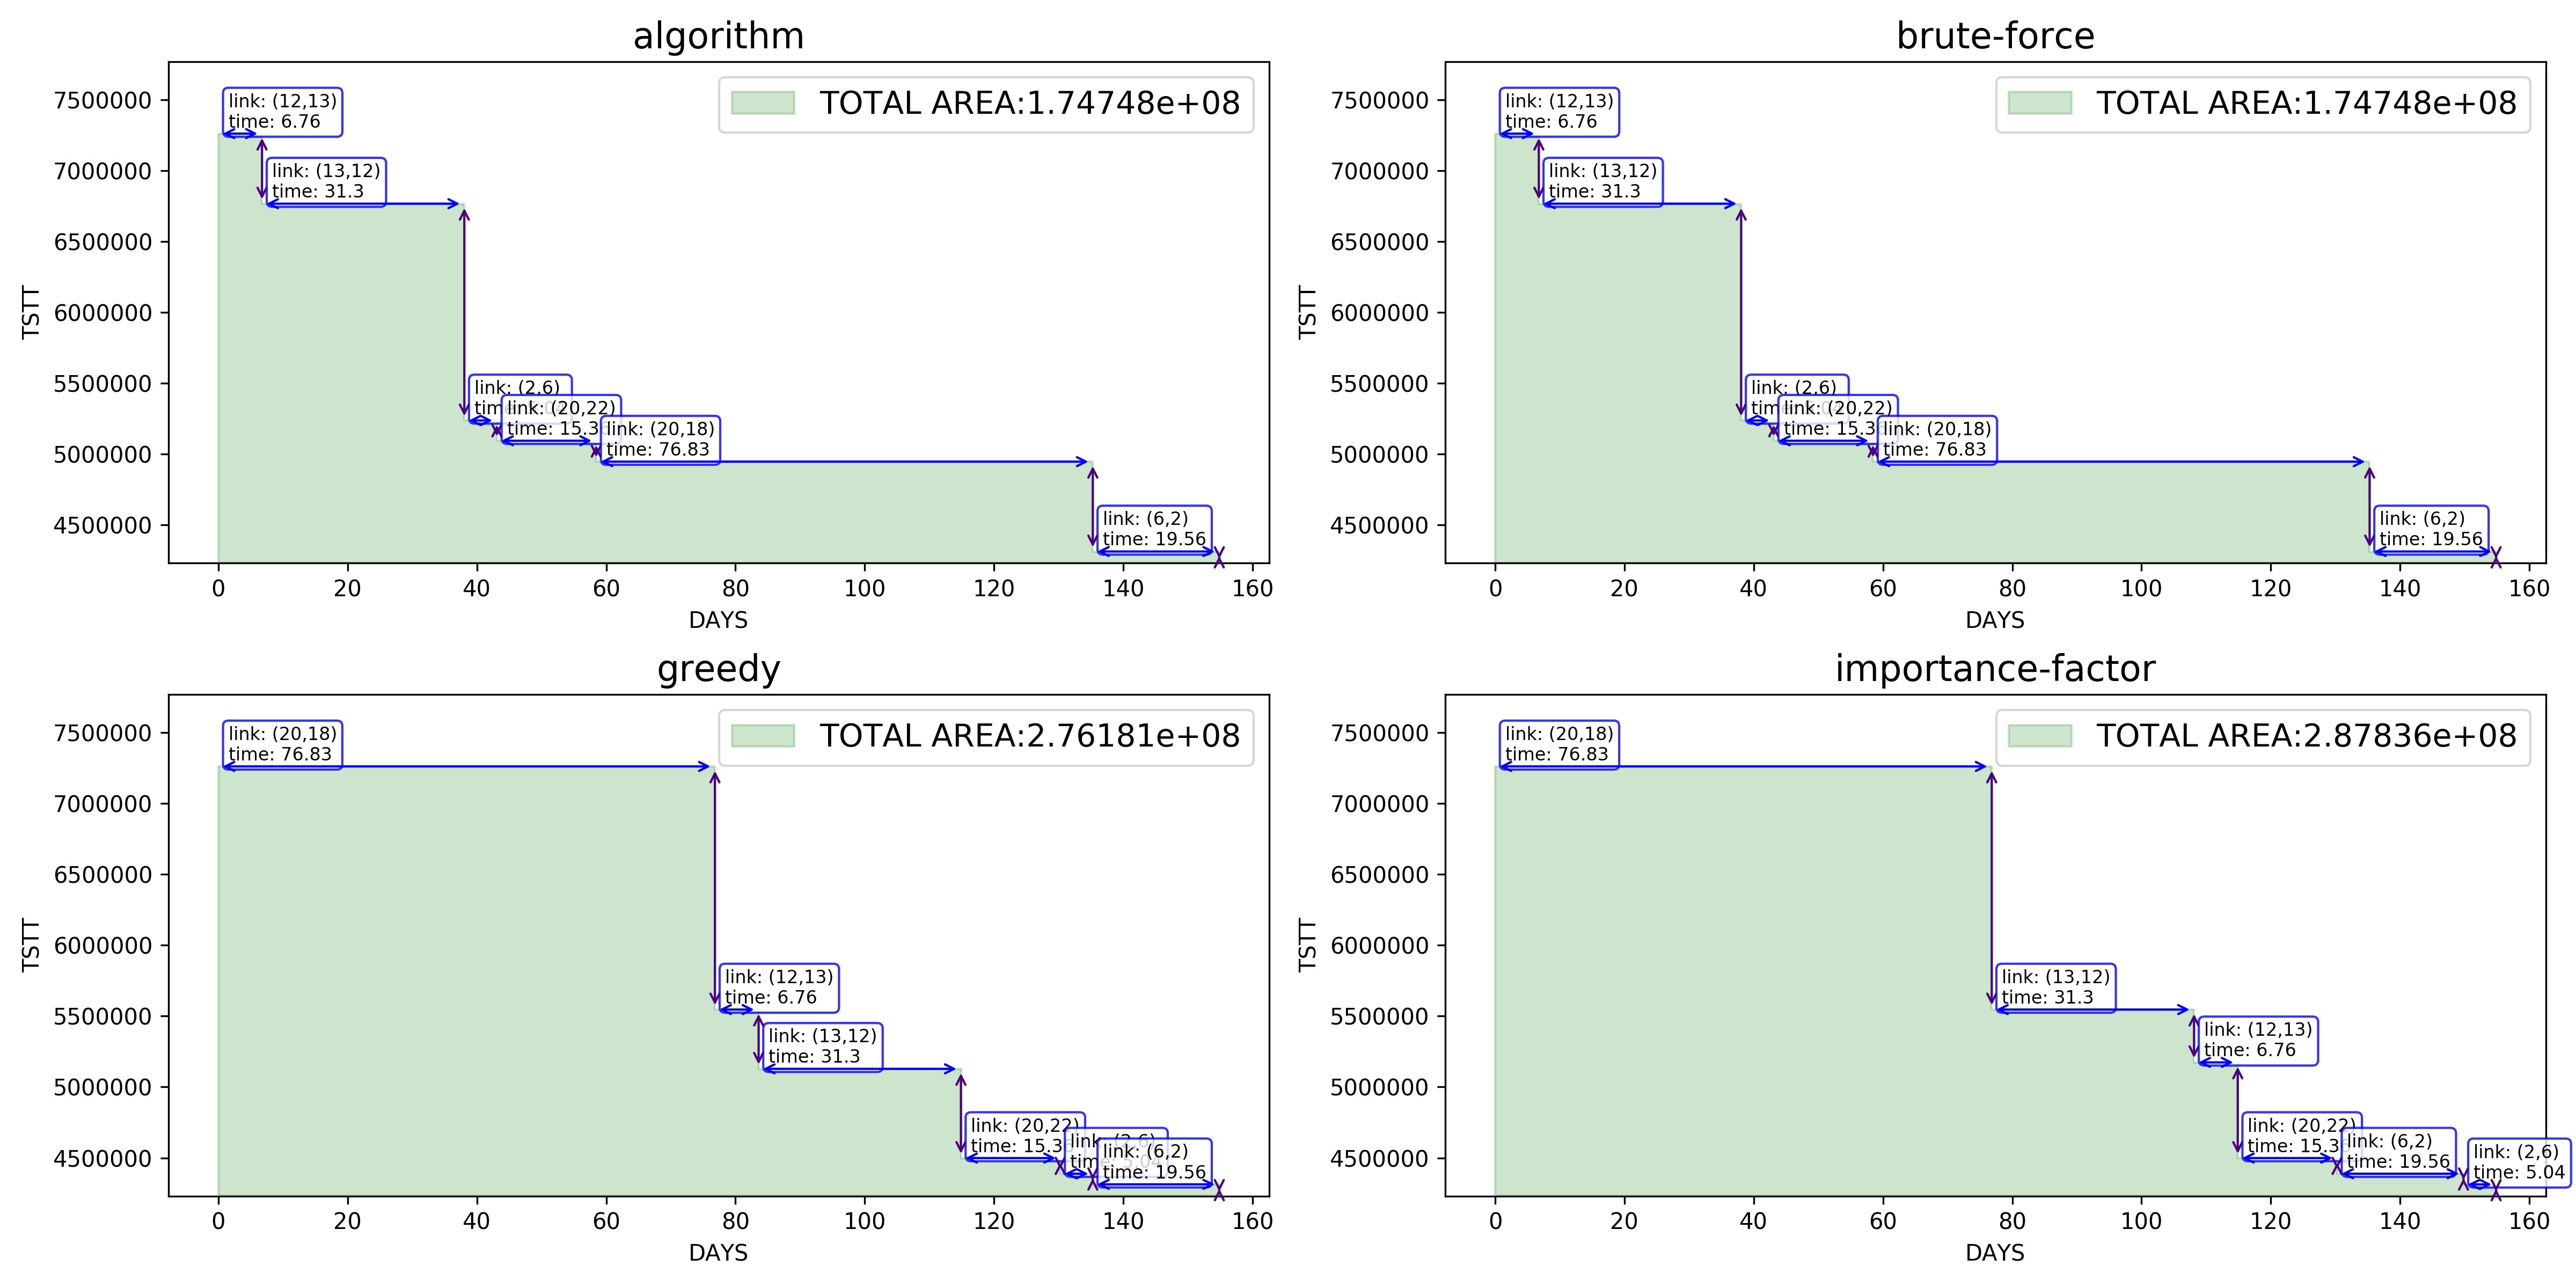 algorithm
TSTT
7500000
7000000
6500000
6000000
5500000
5000000
4500000
TOTAL AREA:1.74748e+08
link: (12,13)
time: 6.76
link: (13,12)
time: 31.3
link: (2,6)
link: (20,22)
time: 15.3
link: (20,18)
time: 76.83
link: (6,2)
time: 19.56
0 20 40 60 80 100 120 140 160
DAYS
brute-force
TSTT
7500000
7000000
6500000
6000000
5500000
5000000
4500000
TOTAL AREA:1.74748e+08
link: (12,13)
time: 6.76
link: (13,12)
time: 31.3
link: (2,6)
link: (20,22)
time: 15.3
link: (20,18)
time: 76.83
link: (6,2)
time: 19.56
0 20 40 60 80 100 120 140 160
DAYS
greedy
TSTT
7500000
7000000
6500000
6000000
5500000
5000000
4500000
TOTAL AREA:2.76181e+08
link: (20,18)
time: 76.83
link: (12,13)
time: 6.76
link: (13,12)
time: 31.3
link: (20,22)
time: 15.3
link: (2,6)
time: 5.04
link: (6,2)
time: 19.56
0 20 40 60 80 100 120 140 160
DAYS
importance-factor
TSTT
7500000
7000000
6500000
6000000
5500000
5000000
4500000
TOTAL AREA:2.87836e+08
link: (20,18)
time: 76.83
link: (13,12)
time: 31.3
link: (12,13)
time: 6.76
link: (20,22)
time: 15.3
link: (6,2)
time: 19.56
link: (2,6)
time: 5.04
0 20 40 60 80 100 120 140 160
DAYS